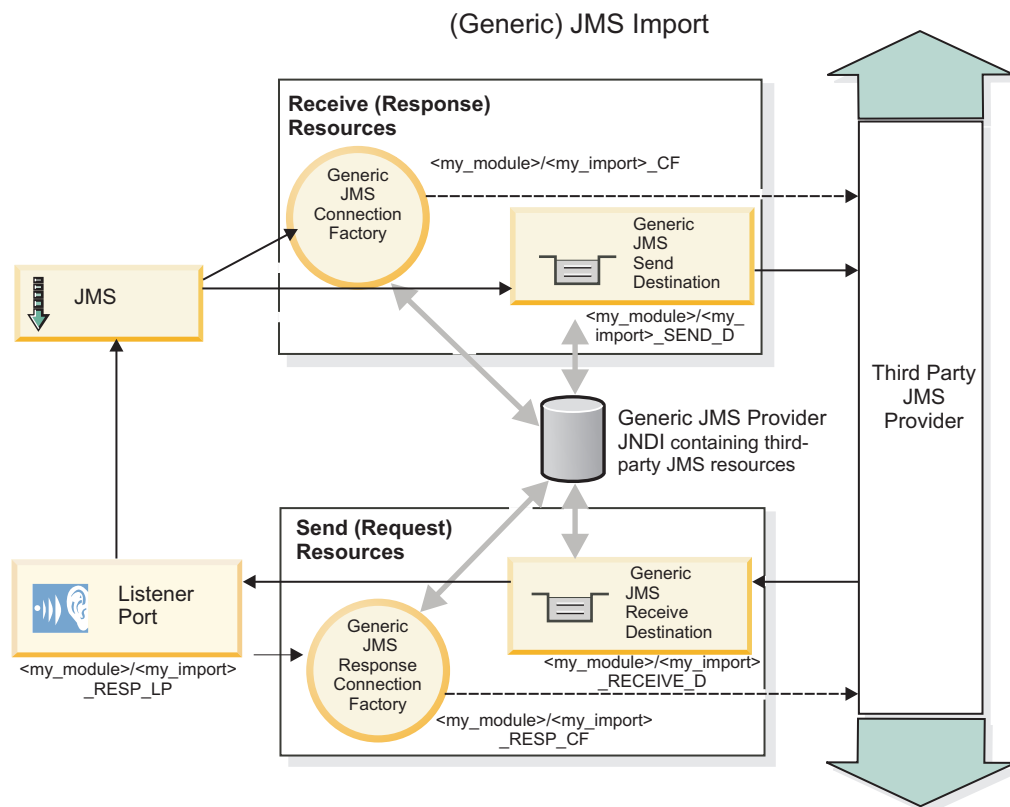 (Generic) JMS Import
Receive (Response)
Resources
Generic
JMS
Connection
Factory
<my_module>/<my_import>_CF
Generic
JMS
Send
Destination
<my_module>/<my_
import>_SEND_D
JMS
Third Party
JMS
Provider
Generic JMS Provider
JNDI containing third-
party JMS resources
Send (Request)
Resources
Generic
JMS
Receive
Destination
<my_module>/<my_import>
_RECEIVE_D
Listener
Port
<my_module>/<my_import>
_RESP_LP
Generic
JMS
Response
Connection
Factory
<my_module>/<my_import>
_RESP_CF